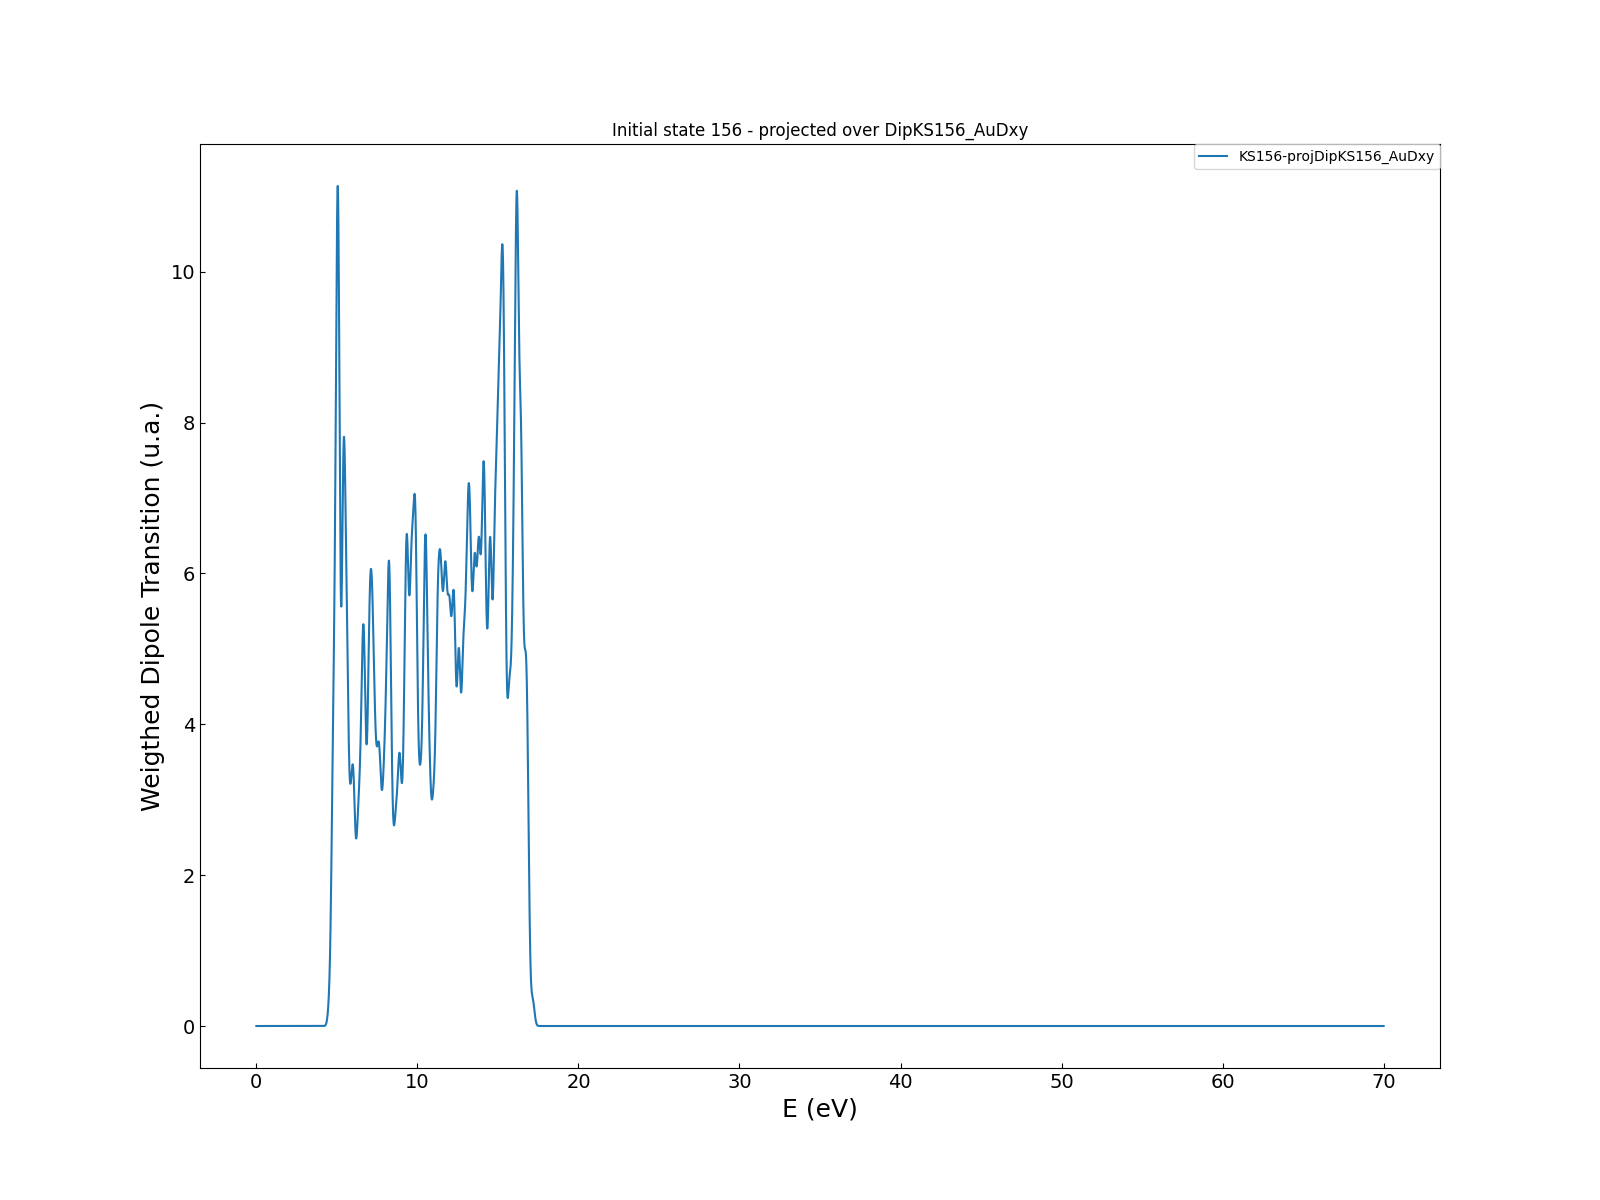 Initial state 156 - projected over DipKS156_AuDxy
KS156-projDipKS156_AuDxy
Weigthed Dipole Transition (u.a.)
10
8
6
4
2
0
0 10 20 30 40 50 60 70
E (eV)